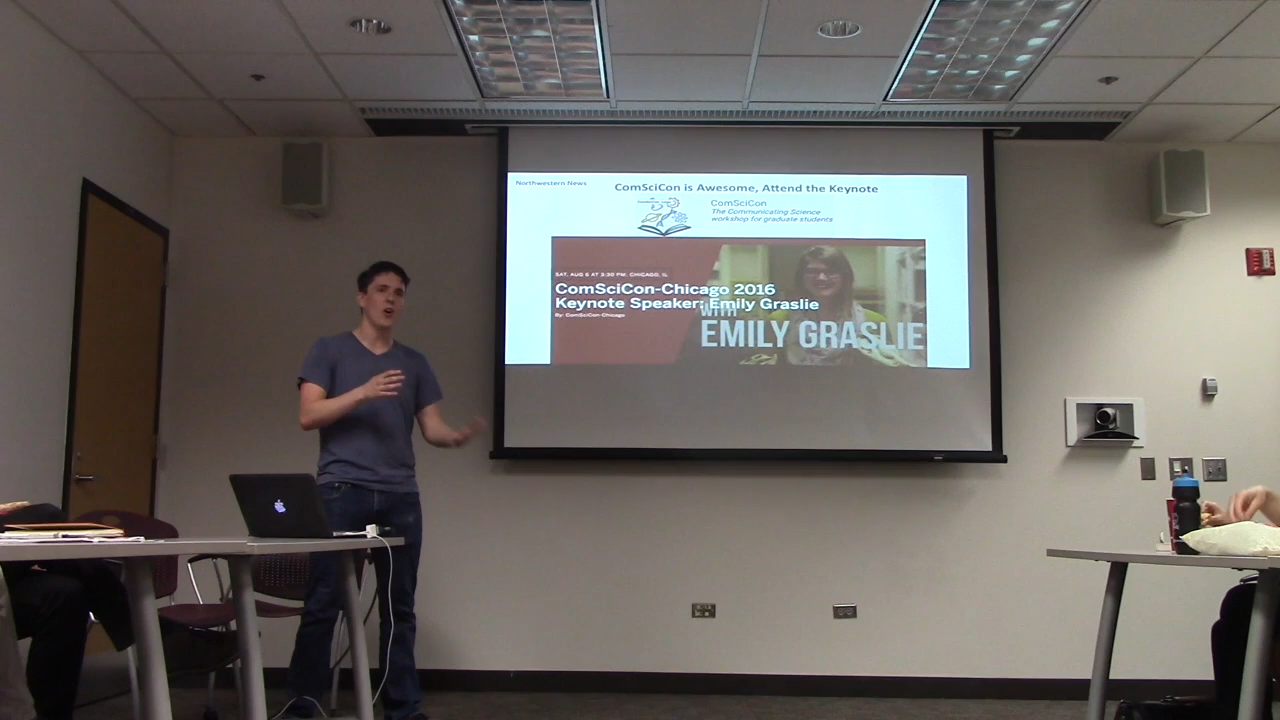 Northwestern News
ComSciCon is Awesome, Attend the Keynote
ComSciCon
The Communicating Science
workshop for graduate students
SAT, AUG 6 AT 3:30 PM, CHICAGO, IL
ComSciCon-Chicago 2016
Keynote Speaker: Emily Graslie
By: ComSciCon-Chicago
WITH
EMILY GRASLIE